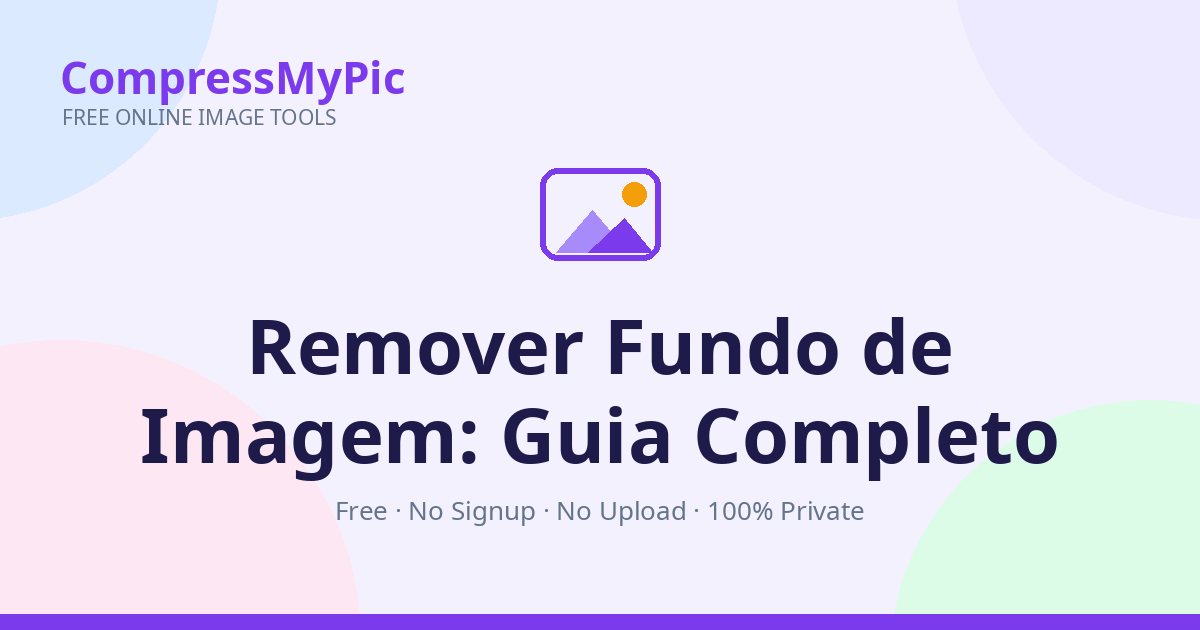 CompressMyPic
FREE ONLINE IMAGE TOOLS
Remover Fundo de
Imagem: Guia Completo
Free · No Signup · No Upload · 100% Private